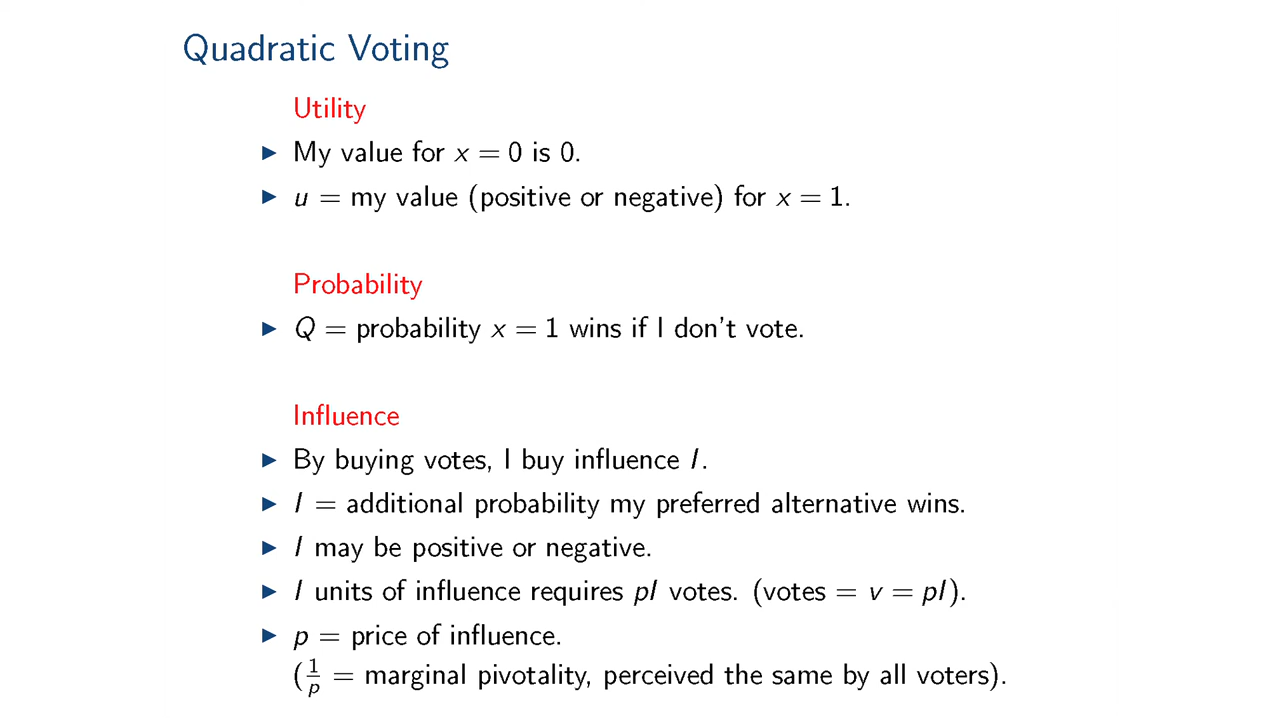 Quadratic Voting
Utility
▶ My value for x = 0 is 0.
▶ u = my value (positive or negative) for x = 1.
Probability
▶ Q = probability x = 1 wins if I don't vote.
Influence
▶ By buying votes, I buy influence I.
▶ I = additional probability my preferred alternative wins.
▶ I may be positive or negative.
▶ I units of influence requires pI votes. (votes = v = pI).
▶ p = price of influence.
(1/p = marginal pivotality, perceived the same by all voters).